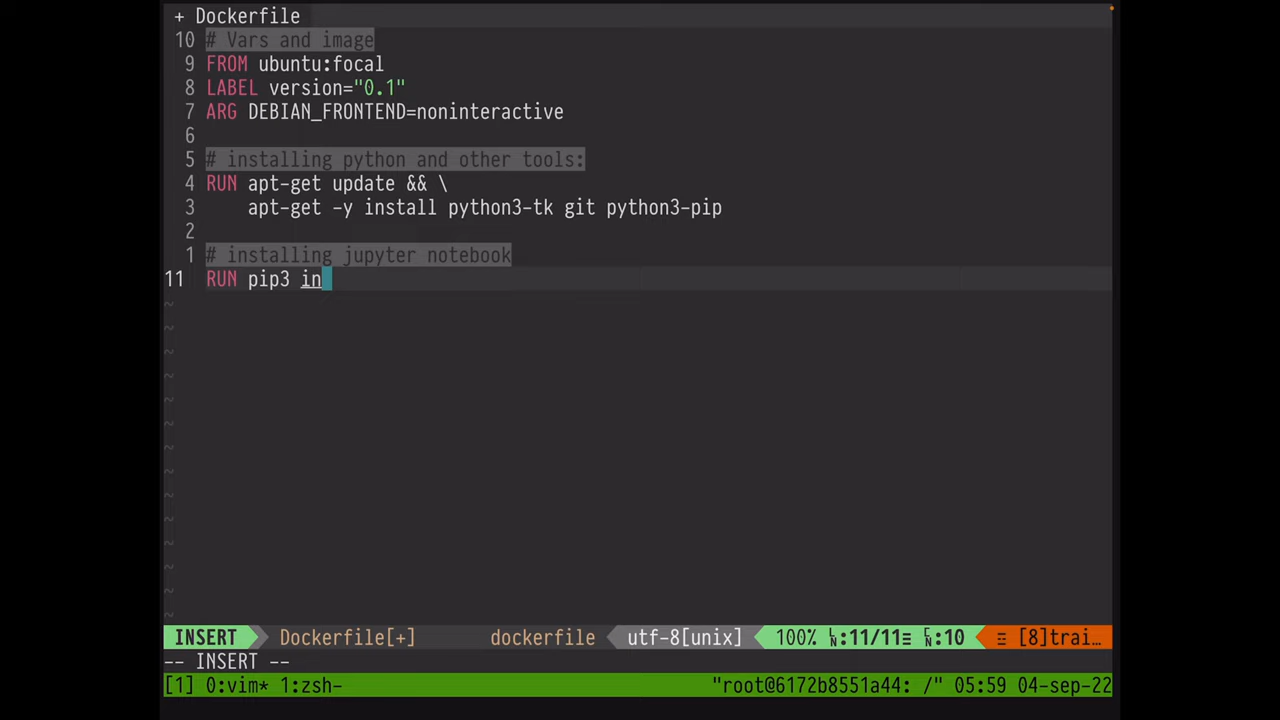 + Dockerfile
10 # Vars and image
9 FROM ubuntu:focal
8 LABEL version="0.1"
7 ARG DEBIAN_FRONTEND=noninteractive
6
5 # installing python and other tools:
4 RUN apt-get update && \
3 apt-get -y install python3-tk git python3-pip
2
1 # installing jupyter notebook
11 RUN pip3 in
~
~
~
~
~
~
~
~
~
~
~
~
~
~
INSERT Dockerfile[+] dockerfile utf-8[unix] 100% LN:11/11≡ FN:10 ☲ [8]trai…
-- INSERT --
[1] 0:vim* 1:zsh- "root@6172b8551a44: /" 05:59 04-sep-22